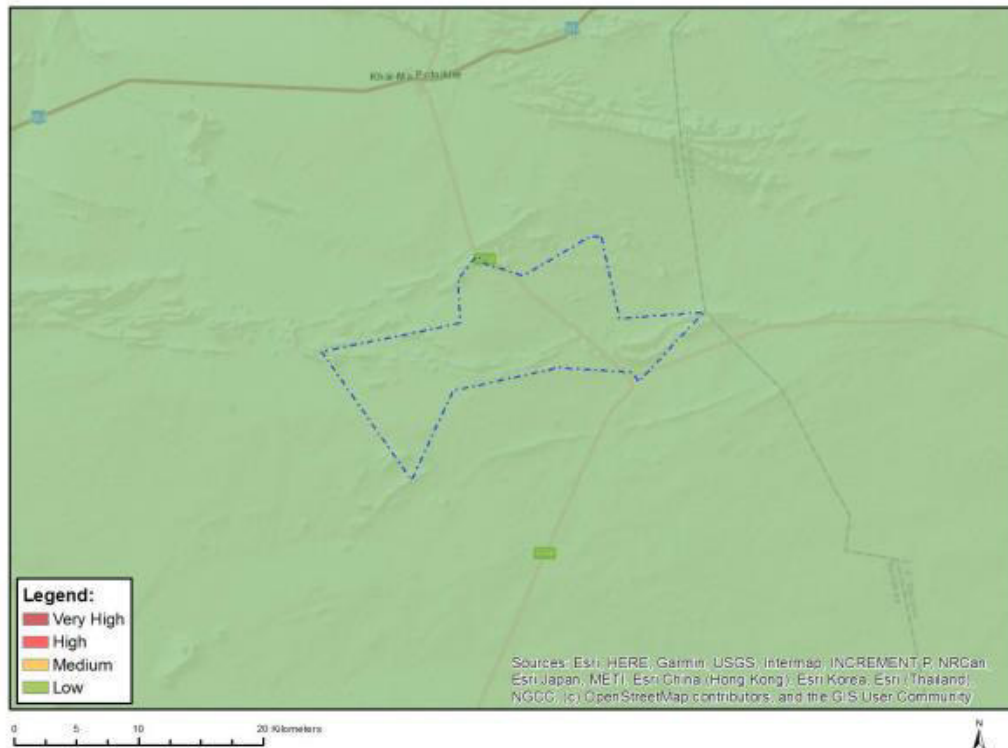 Legend:
Very High
High
Medium
Low
Sources: Esri, HERE, Garmin, USGS, Intermap, INCREMENT P, NRCan,
Esri Japan, METI, Esri China (Hong Kong), Esri Korea, Esri (Thailand),
NGCC, (c) OpenStreetMap contributors, and the GIS User Community
0 5 10 20 Kilometers
N